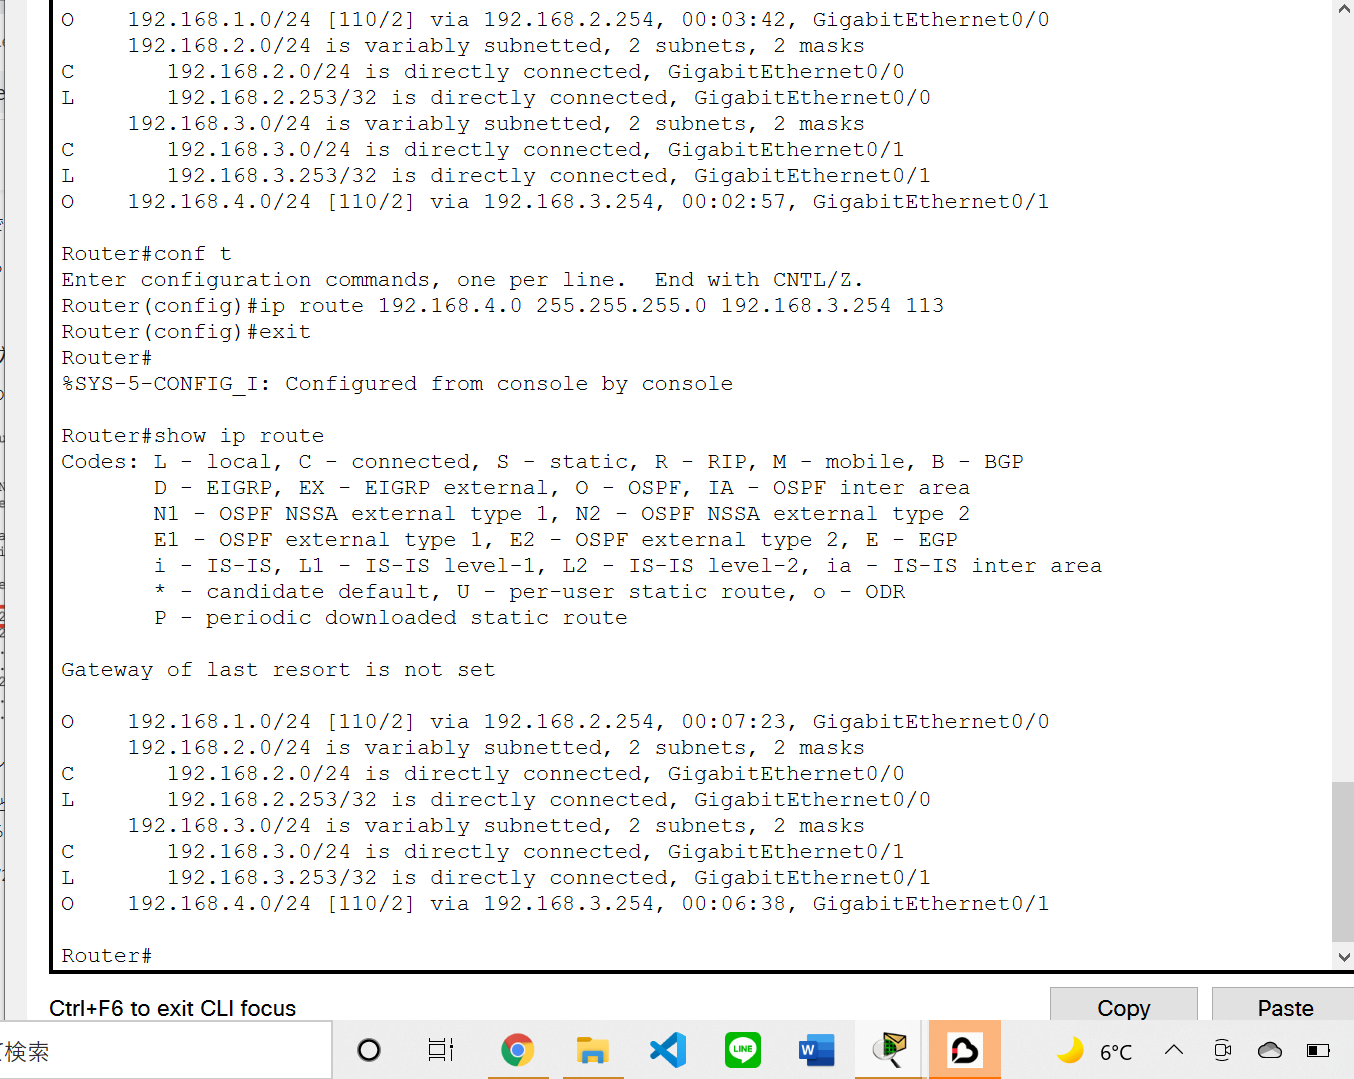 O    192.168.1.0/24 [110/2] via 192.168.2.254, 00:03:42, GigabitEthernet0/0
     192.168.2.0/24 is variably subnetted, 2 subnets, 2 masks
C       192.168.2.0/24 is directly connected, GigabitEthernet0/0
L       192.168.2.253/32 is directly connected, GigabitEthernet0/0
     192.168.3.0/24 is variably subnetted, 2 subnets, 2 masks
C       192.168.3.0/24 is directly connected, GigabitEthernet0/1
L       192.168.3.253/32 is directly connected, GigabitEthernet0/1
O    192.168.4.0/24 [110/2] via 192.168.3.254, 00:02:57, GigabitEthernet0/1
Router#conf t
Enter configuration commands, one per line.  End with CNTL/Z.
Router(config)#ip route 192.168.4.0 255.255.255.0 192.168.3.254 113
Router(config)#exit
Router#
%SYS-5-CONFIG_I: Configured from console by console
Router#show ip route
Codes: L - local, C - connected, S - static, R - RIP, M - mobile, B - BGP
       D - EIGRP, EX - EIGRP external, O - OSPF, IA - OSPF inter area
       N1 - OSPF NSSA external type 1, N2 - OSPF NSSA external type 2
       E1 - OSPF external type 1, E2 - OSPF external type 2, E - EGP
       i - IS-IS, L1 - IS-IS level-1, L2 - IS-IS level-2, ia - IS-IS inter area
       * - candidate default, U - per-user static route, o - ODR
       P - periodic downloaded static route
Gateway of last resort is not set
O    192.168.1.0/24 [110/2] via 192.168.2.254, 00:07:23, GigabitEthernet0/0
     192.168.2.0/24 is variably subnetted, 2 subnets, 2 masks
C       192.168.2.0/24 is directly connected, GigabitEthernet0/0
L       192.168.2.253/32 is directly connected, GigabitEthernet0/0
     192.168.3.0/24 is variably subnetted, 2 subnets, 2 masks
C       192.168.3.0/24 is directly connected, GigabitEthernet0/1
L       192.168.3.253/32 is directly connected, GigabitEthernet0/1
O    192.168.4.0/24 [110/2] via 192.168.3.254, 00:06:38, GigabitEthernet0/1
Router#
Ctrl+F6 to exit CLI focus
Copy
Paste
て検索
LINE
W
6°C